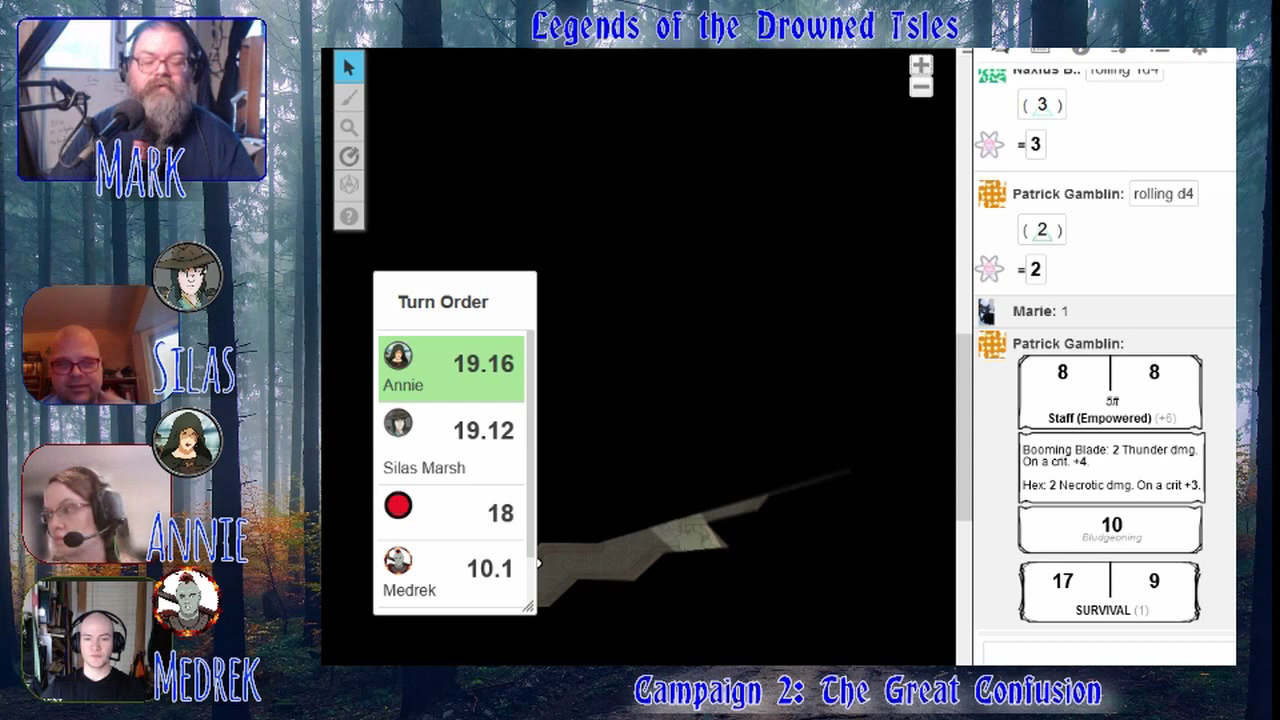 Legends of the Drowned Isles
MARK
SILAS
ANNIE
MEDREK
Turn Order
19.16
Annie
19.12
Silas Marsh
18
10.1
Medrek
Naxius B.. rolling 1d4
( 3 )
=3
Patrick Gamblin: rolling d4
( 2 )
=2
Marie: 1
Patrick Gamblin:
8 8
5ft
Staff (Empowered) (+6)
Booming Blade: 2 Thunder dmg.
On a crit. +4.
Hex: 2 Necrotic dmg. On a crit +3.
10
Bludgeoning
17 9
SURVIVAL (1)
Campaign 2: The Great Confusion